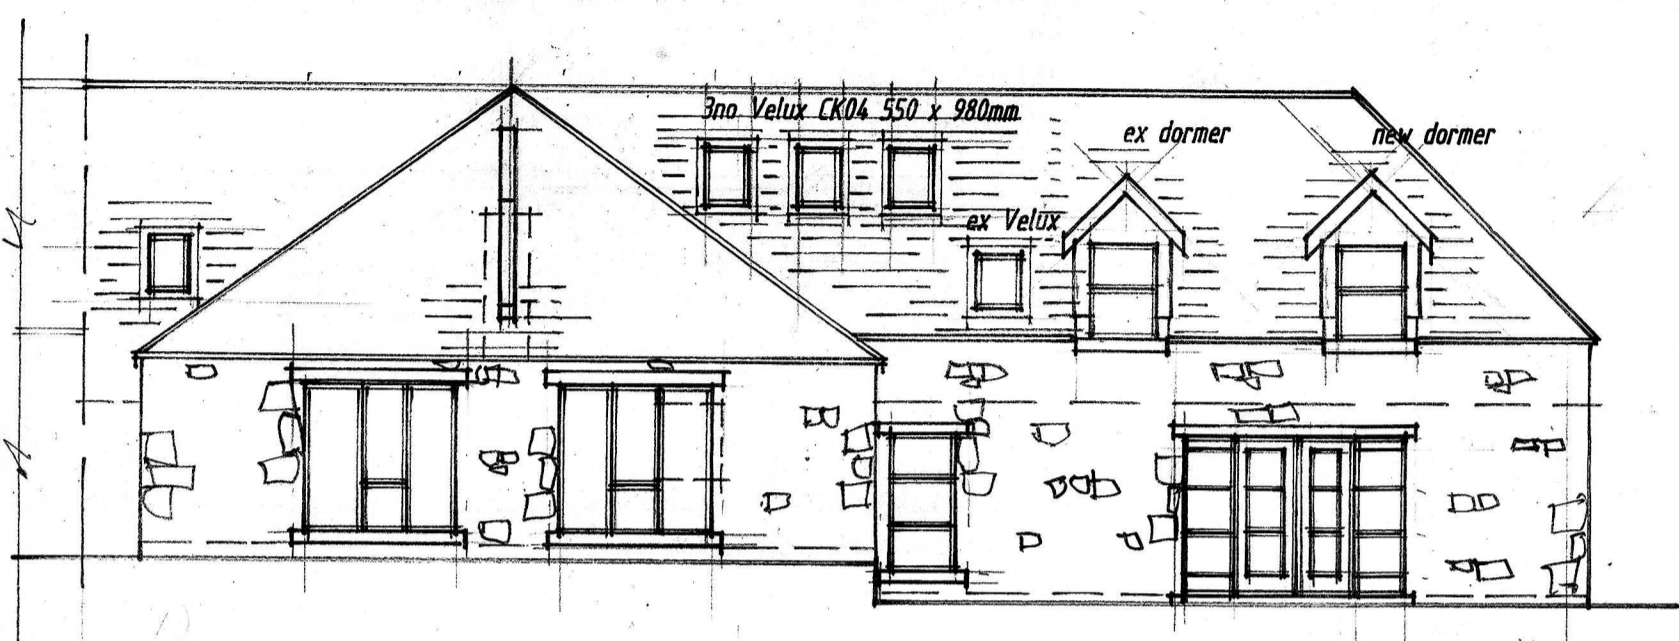 3no Velux CK04 550 x 980mm
ex dormer
new dormer
ex Velux